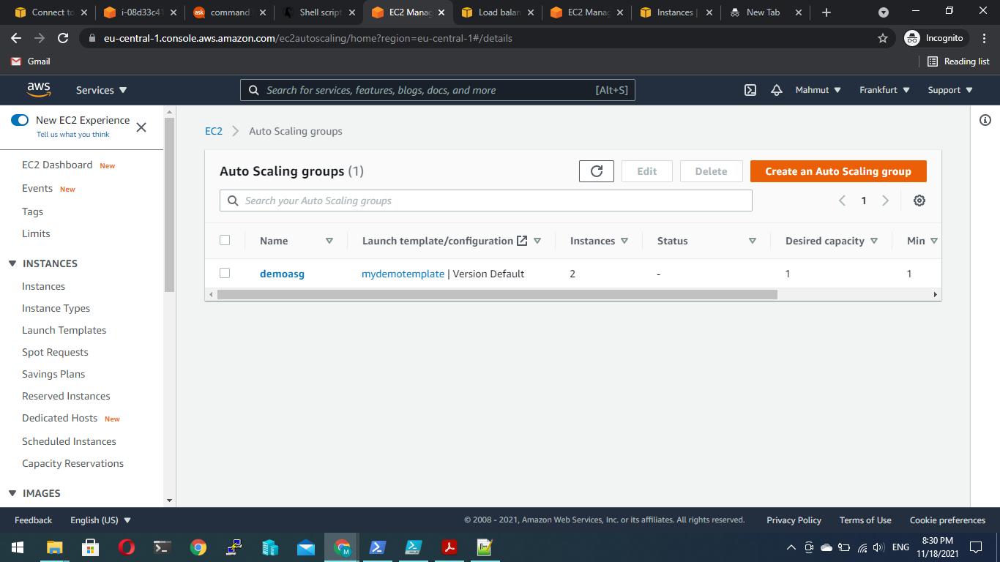 Connect to
i-08d33c41
command
Shell script
EC2 Manag
Load balan
EC2 Manag
Instances |
New Tab
eu-central-1.console.aws.amazon.com/ec2autoscaling/home?region=eu-central-1#/details
Incognito
Gmail
Reading list
aws
Services
Search for services, features, blogs, docs, and more
[Alt+S]
Mahmut
Frankfurt
Support
New EC2 Experience
Tell us what you think
EC2 Dashboard New
Events New
Tags
Limits
INSTANCES
Instances
Instance Types
Launch Templates
Spot Requests
Savings Plans
Reserved Instances
Dedicated Hosts New
Scheduled Instances
Capacity Reservations
IMAGES
EC2 > Auto Scaling groups
Auto Scaling groups (1)
Edit
Delete
Create an Auto Scaling group
Search your Auto Scaling groups
1
Name Launch template/configuration Instances Status Desired capacity Min
demoasg mydemotemplate | Version Default 2 - 1 1
Feedback
English (US)
© 2008 - 2021, Amazon Web Services, Inc. or its affiliates. All rights reserved.
Privacy Policy
Terms of Use
Cookie preferences
ENG
8:30 PM
11/18/2021